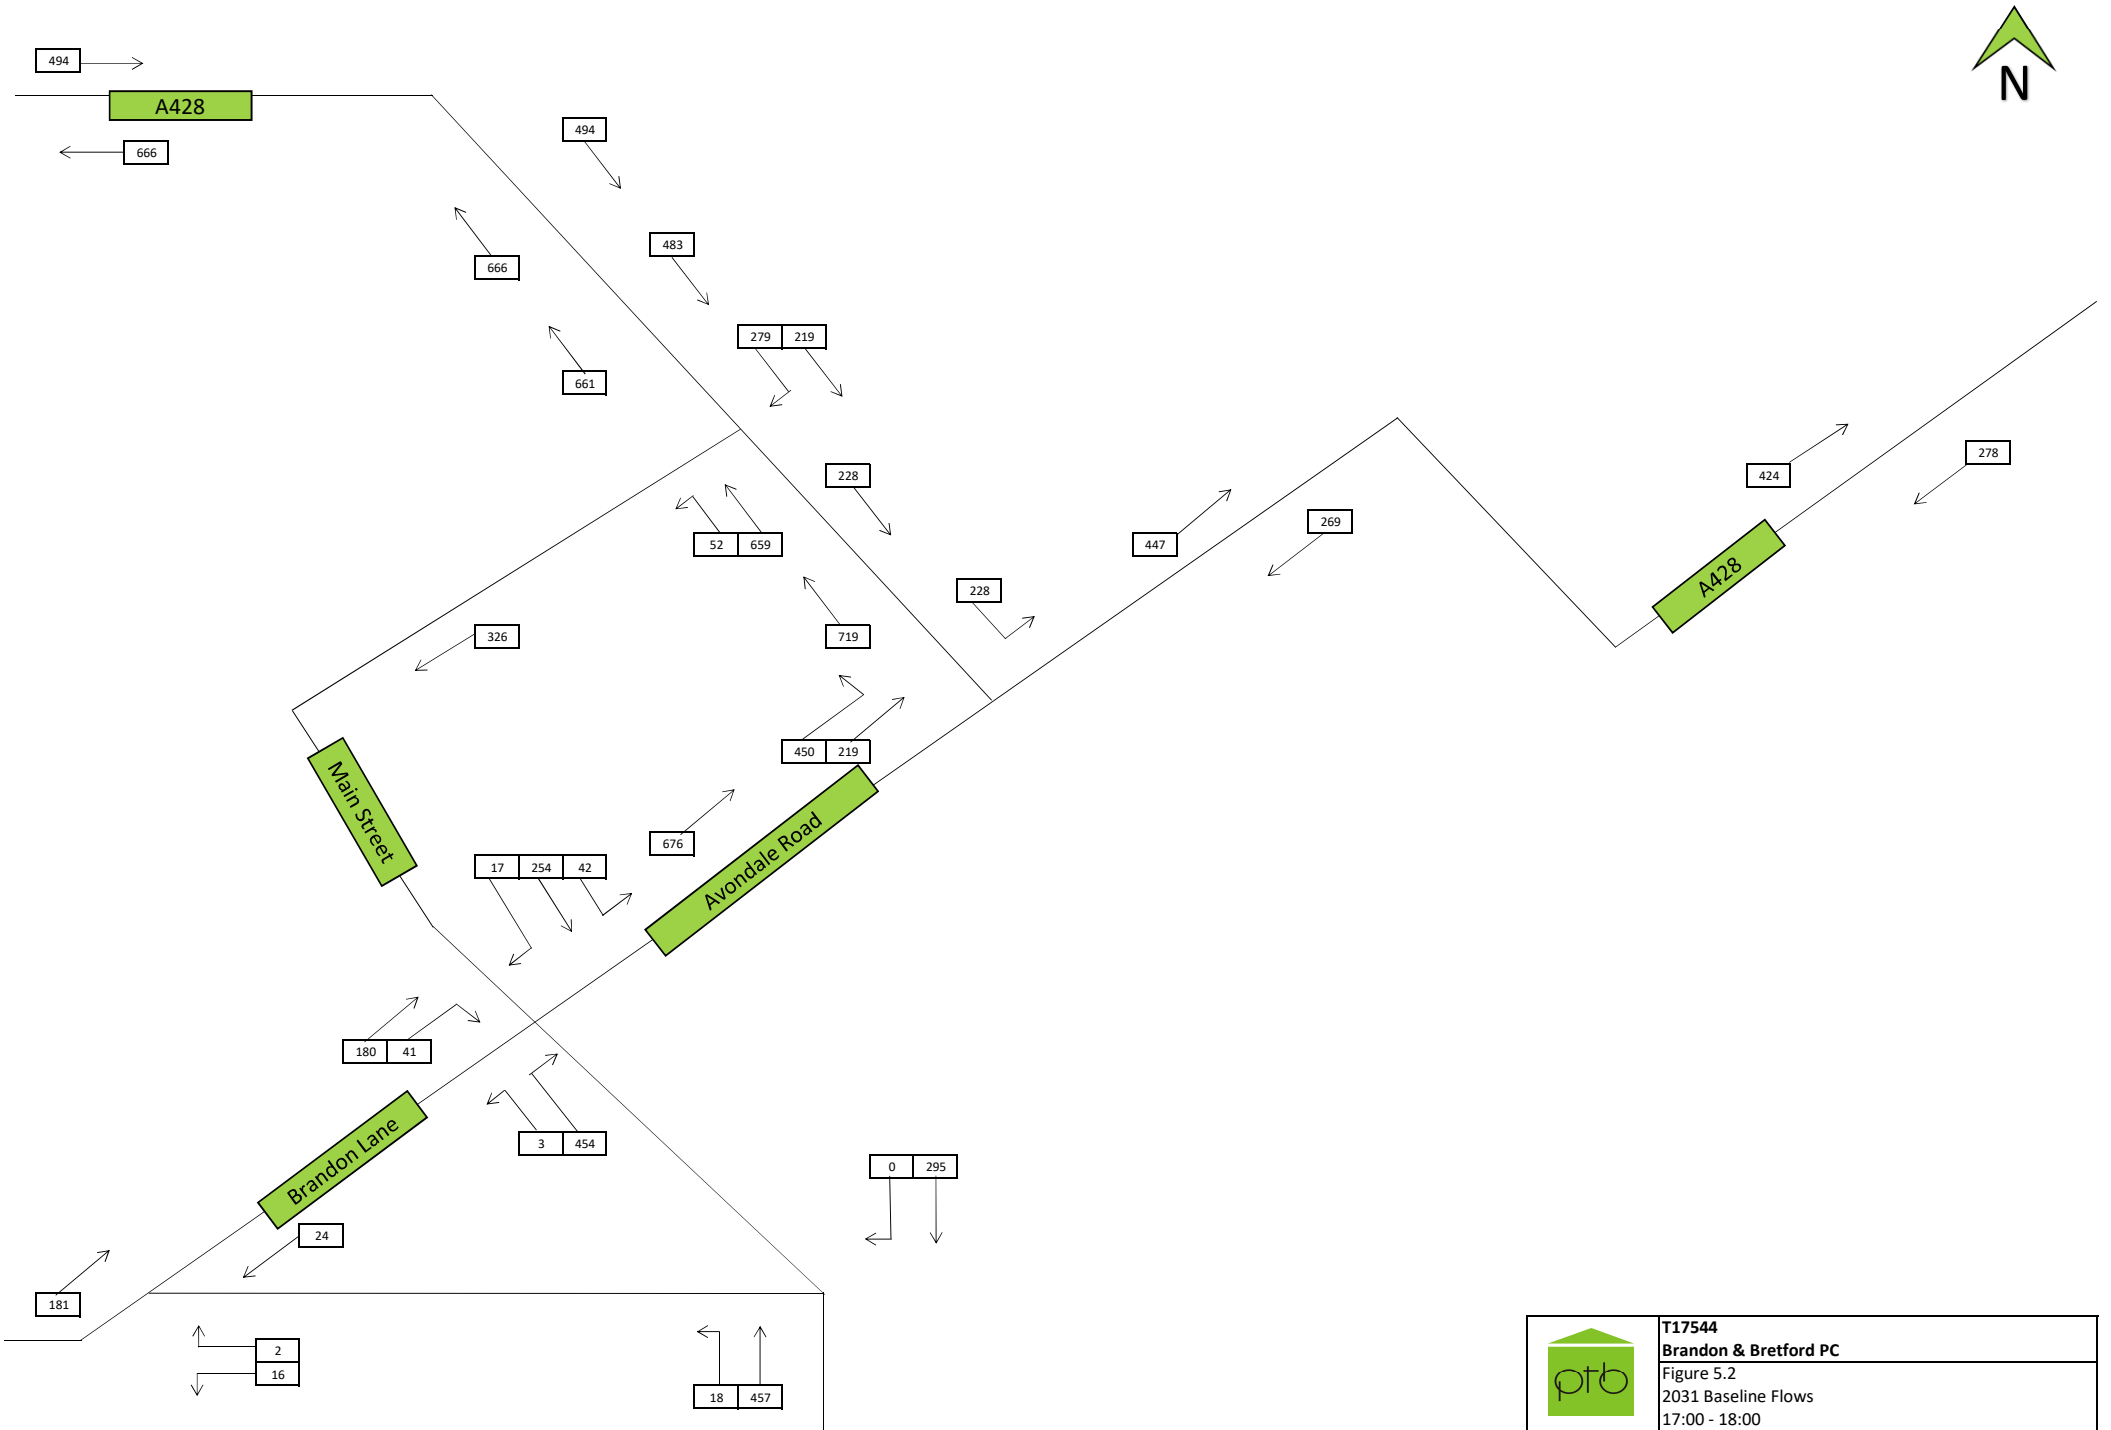 494
A428
666
N
494
483
666
279 219
661
228
52 659
228
447
269
424
278
A428
326
719
450 219
Main Street
676
Avondale Road
17 254 42
180 41
3 454
Brandon Lane
0 295
24
181
2
16
18 457
ptb
T17544
Brandon & Bretford PC
Figure 5.2
2031 Baseline Flows
17:00 - 18:00